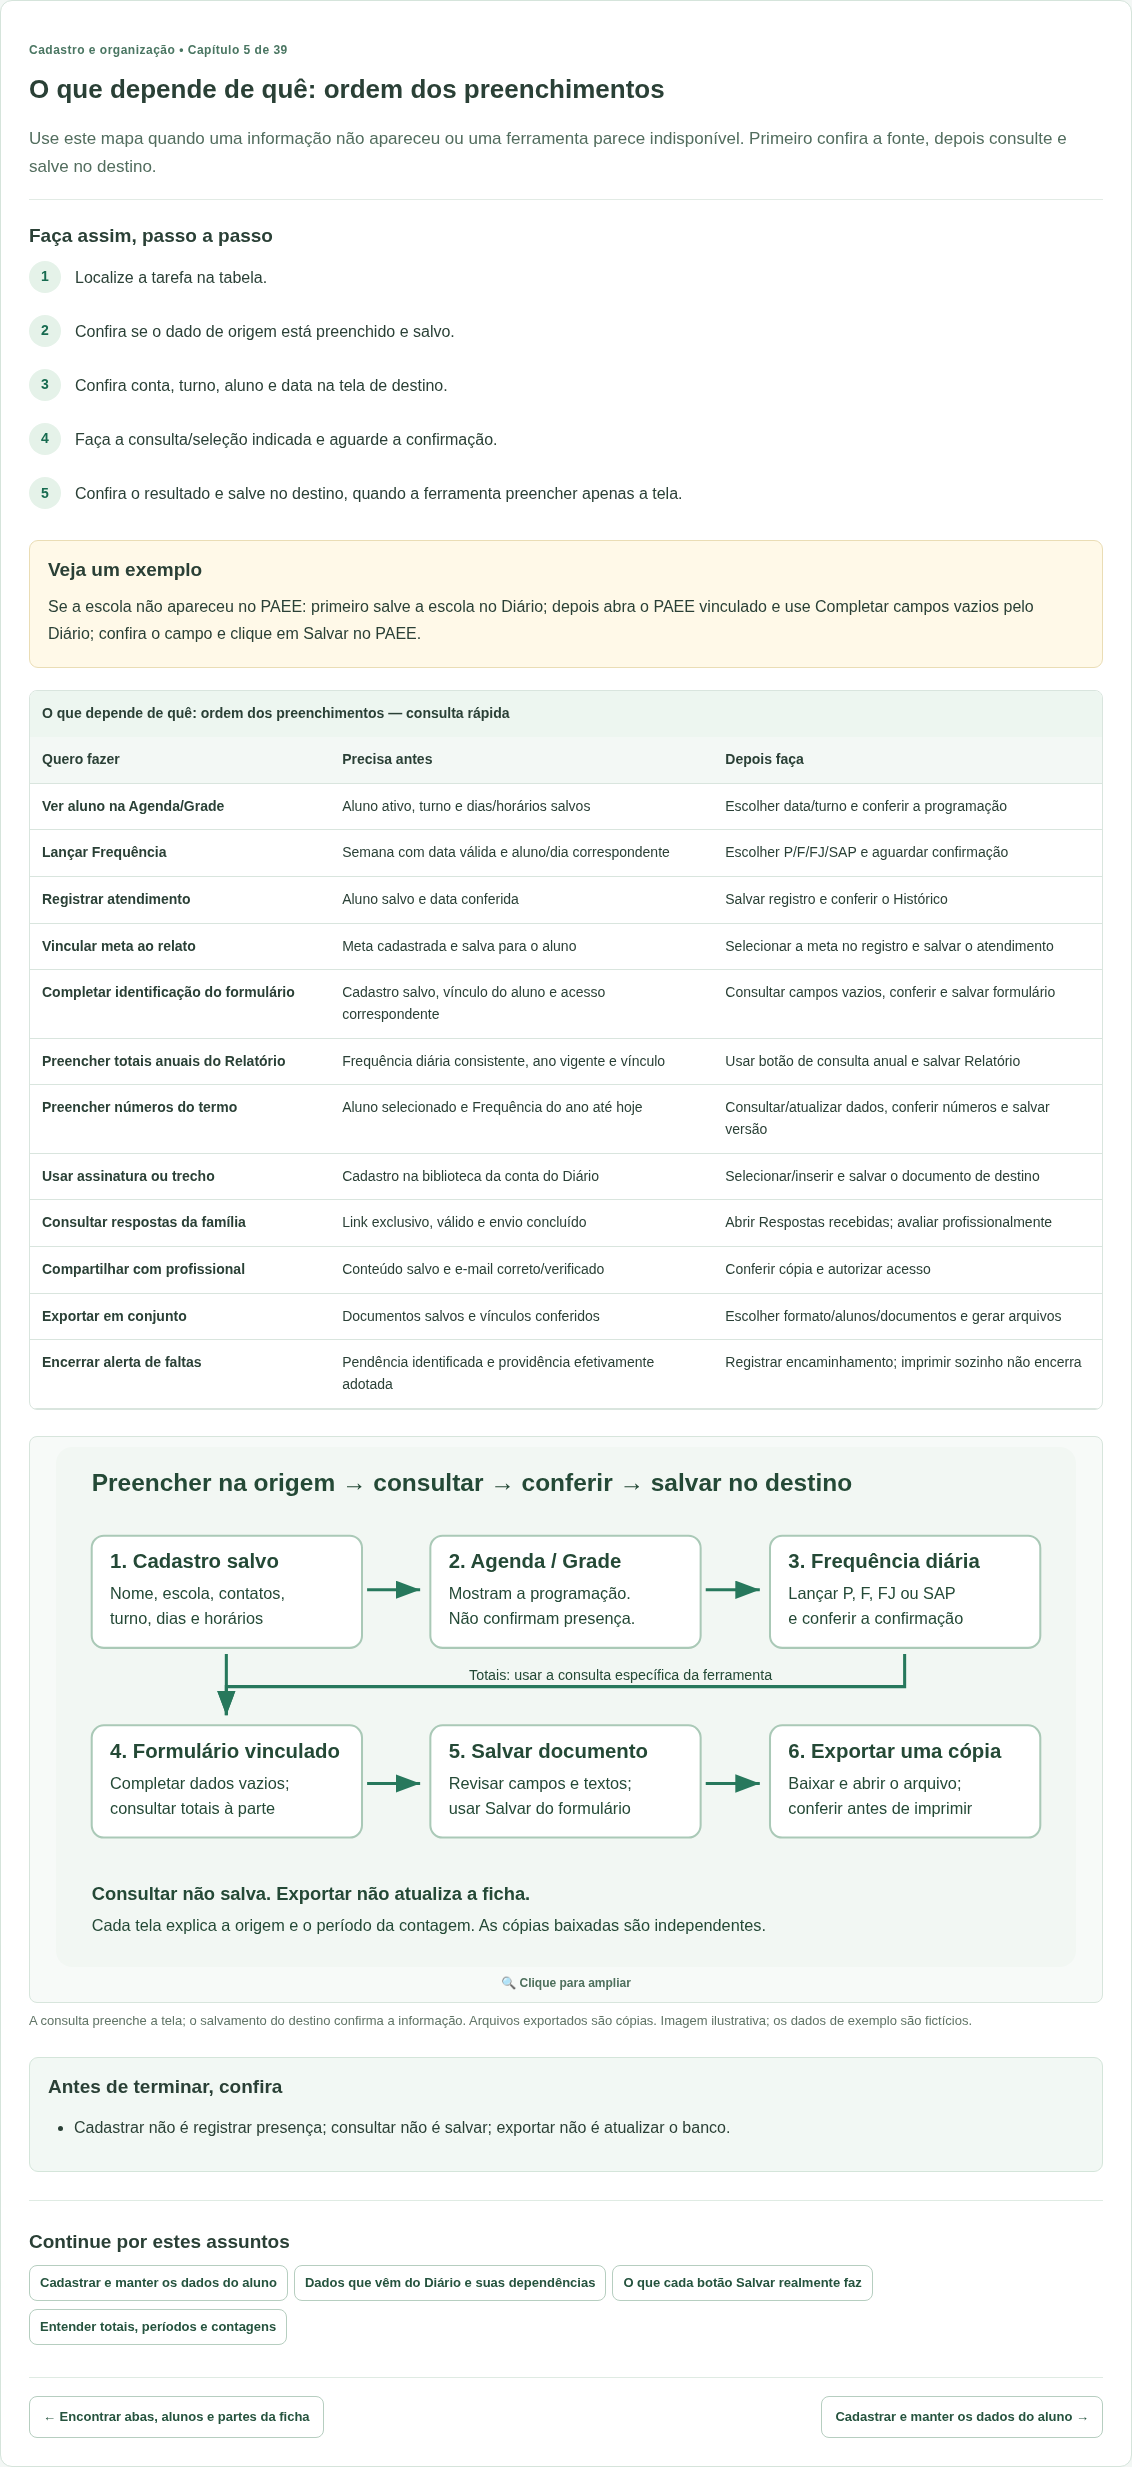 Cadastro e organização • Capítulo 5 de 39
O que depende de quê: ordem dos preenchimentos
Use este mapa quando uma informação não apareceu ou uma ferramenta parece indisponível. Primeiro confira a fonte, depois consulte e
salve no destino.
Faça assim, passo a passo
1 Localize a tarefa na tabela.
2 Confira se o dado de origem está preenchido e salvo.
3 Confira conta, turno, aluno e data na tela de destino.
4 Faça a consulta/seleção indicada e aguarde a confirmação.
5 Confira o resultado e salve no destino, quando a ferramenta preencher apenas a tela.
Veja um exemplo
Se a escola não apareceu no PAEE: primeiro salve a escola no Diário; depois abra o PAEE vinculado e use Completar campos vazios pelo
Diário; confira o campo e clique em Salvar no PAEE.
O que depende de quê: ordem dos preenchimentos — consulta rápida
Quero fazer Precisa antes Depois faça
Ver aluno na Agenda/Grade Aluno ativo, turno e dias/horários salvos Escolher data/turno e conferir a programação
Lançar Frequência Semana com data válida e aluno/dia correspondente Escolher P/F/FJ/SAP e aguardar confirmação
Registrar atendimento Aluno salvo e data conferida Salvar registro e conferir o Histórico
Vincular meta ao relato Meta cadastrada e salva para o aluno Selecionar a meta no registro e salvar o atendimento
Completar identificação do formulário Cadastro salvo, vínculo do aluno e acesso Consultar campos vazios, conferir e salvar formulário
correspondente
Preencher totais anuais do Relatório Frequência diária consistente, ano vigente e vínculo Usar botão de consulta anual e salvar Relatório
Preencher números do termo Aluno selecionado e Frequência do ano até hoje Consultar/atualizar dados, conferir números e salvar
versão
Usar assinatura ou trecho Cadastro na biblioteca da conta do Diário Selecionar/inserir e salvar o documento de destino
Consultar respostas da família Link exclusivo, válido e envio concluído Abrir Respostas recebidas; avaliar profissionalmente
Compartilhar com profissional Conteúdo salvo e e-mail correto/verificado Conferir cópia e autorizar acesso
Exportar em conjunto Documentos salvos e vínculos conferidos Escolher formato/alunos/documentos e gerar arquivos
Encerrar alerta de faltas Pendência identificada e providência efetivamente Registrar encaminhamento; imprimir sozinho não encerra
adotada
Preencher na origem → consultar → conferir → salvar no destino
1. Cadastro salvo
Nome, escola, contatos,
turno, dias e horários
2. Agenda / Grade
Mostram a programação.
Não confirmam presença.
3. Frequência diária
Lançar P, F, FJ ou SAP
e conferir a confirmação
Totais: usar a consulta específica da ferramenta
4. Formulário vinculado
Completar dados vazios;
consultar totais à parte
5. Salvar documento
Revisar campos e textos;
usar Salvar do formulário
6. Exportar uma cópia
Baixar e abrir o arquivo;
conferir antes de imprimir
Consultar não salva. Exportar não atualiza a ficha.
Cada tela explica a origem e o período da contagem. As cópias baixadas são independentes.
🔍 Clique para ampliar
A consulta preenche a tela; o salvamento do destino confirma a informação. Arquivos exportados são cópias. Imagem ilustrativa; os dados de exemplo são fictícios.
Antes de terminar, confira
• Cadastrar não é registrar presença; consultar não é salvar; exportar não é atualizar o banco.
Continue por estes assuntos
Cadastrar e manter os dados do aluno Dados que vêm do Diário e suas dependências O que cada botão Salvar realmente faz
Entender totais, períodos e contagens
← Encontrar abas, alunos e partes da ficha Cadastrar e manter os dados do aluno →